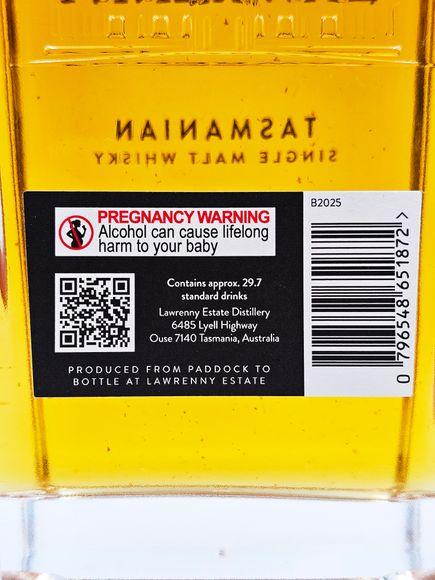 TASMANIAN
SINGLE MALT WHISKY
PREGNANCY WARNING
Alcohol can cause lifelong
harm to your baby
Contains approx. 29.7
standard drinks
Lawrenny Estate Distillery
6485 Lyell Highway
Ouse 7140 Tasmania, Australia
PRODUCED FROM PADDOCK TO
BOTTLE AT LAWRENNY ESTATE
B2025
0 796548 651872 >